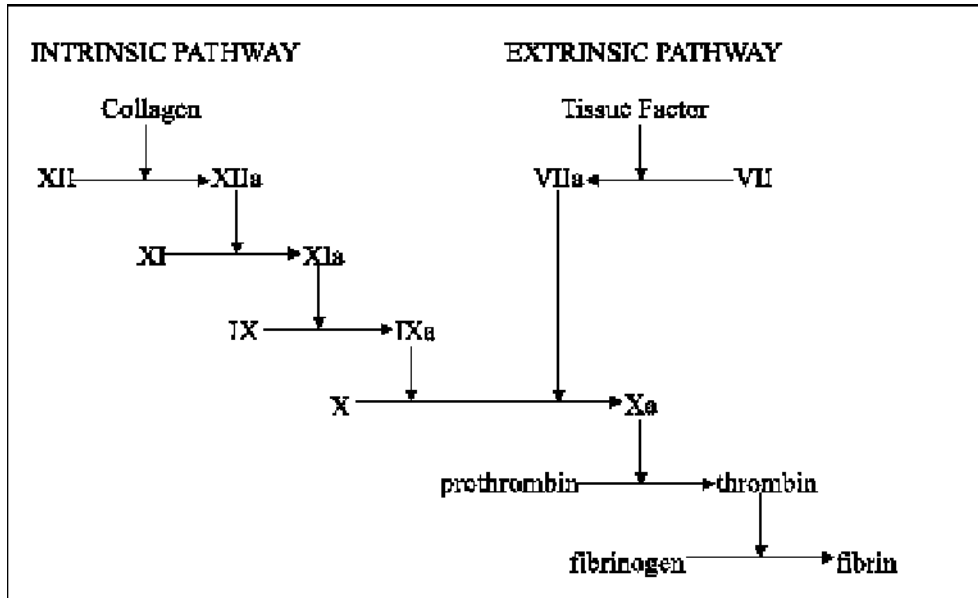 INTRINSIC PATHWAY EXTRINSIC PATHWAY
Collagen Tissue Factor
XII XIIa VIIa VII
XI XIa
IX IXa
X Xa
prothrombin thrombin
fibrinogen fibrin